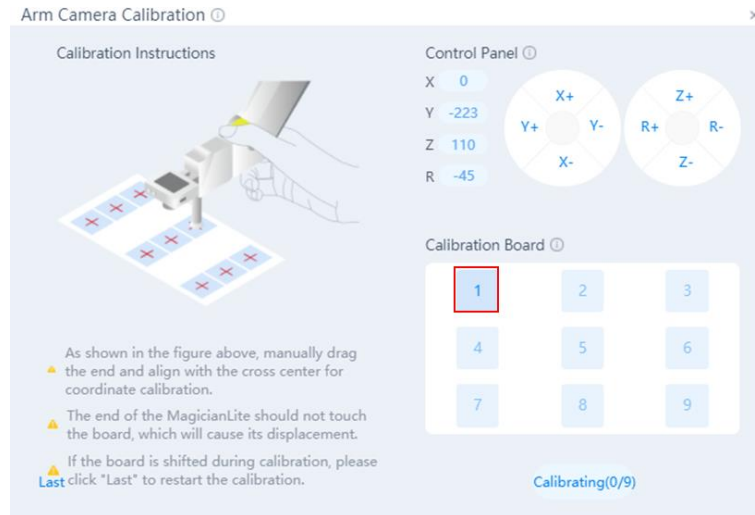 Arm Camera Calibration
Calibration Instructions
As shown in the figure above, manually drag
the end and align with the cross center for
coordinate calibration.
The end of the MagicianLite should not touch
the board, which will cause its displacement.
If the board is shifted during calibration, please
click "Last" to restart the calibration.
Last
Control Panel
X 0
Y -223
Z 110
R -45
X+
Y+ Y-
X-
Z+
R+ R-
Z-
Calibration Board
1 2 3
4 5 6
7 8 9
Calibrating(0/9)